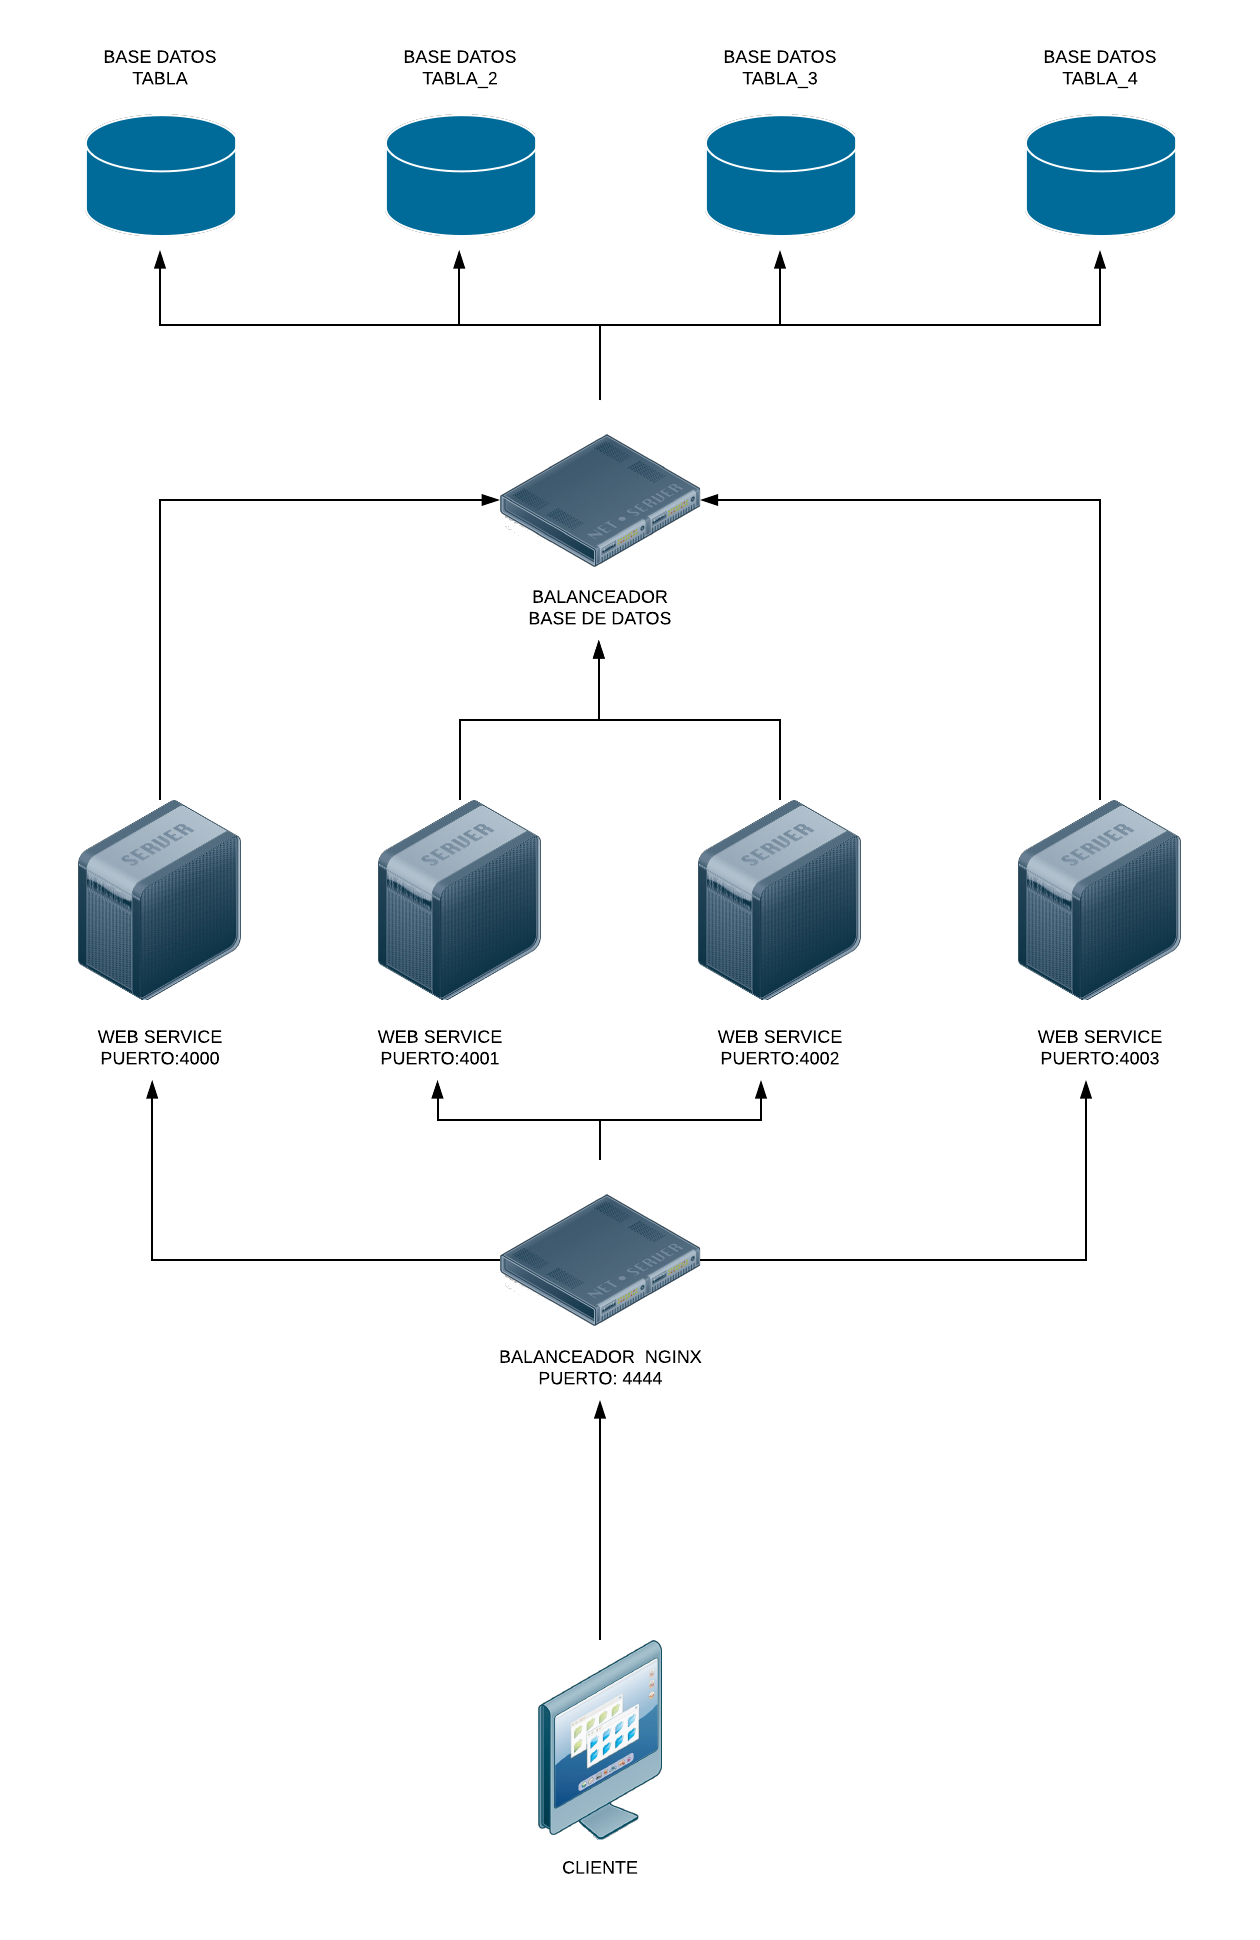 BASE DATOS
TABLA
BASE DATOS
TABLA_2
BASE DATOS
TABLA_3
BASE DATOS
TABLA_4
NET • SERVER
BALANCEADOR
BASE DE DATOS
SERVER
SERVER
SERVER
SERVER
WEB SERVICE
PUERTO:4000
WEB SERVICE
PUERTO:4001
WEB SERVICE
PUERTO:4002
WEB SERVICE
PUERTO:4003
NET • SERVER
BALANCEADOR  NGINX
PUERTO: 4444
CLIENTE